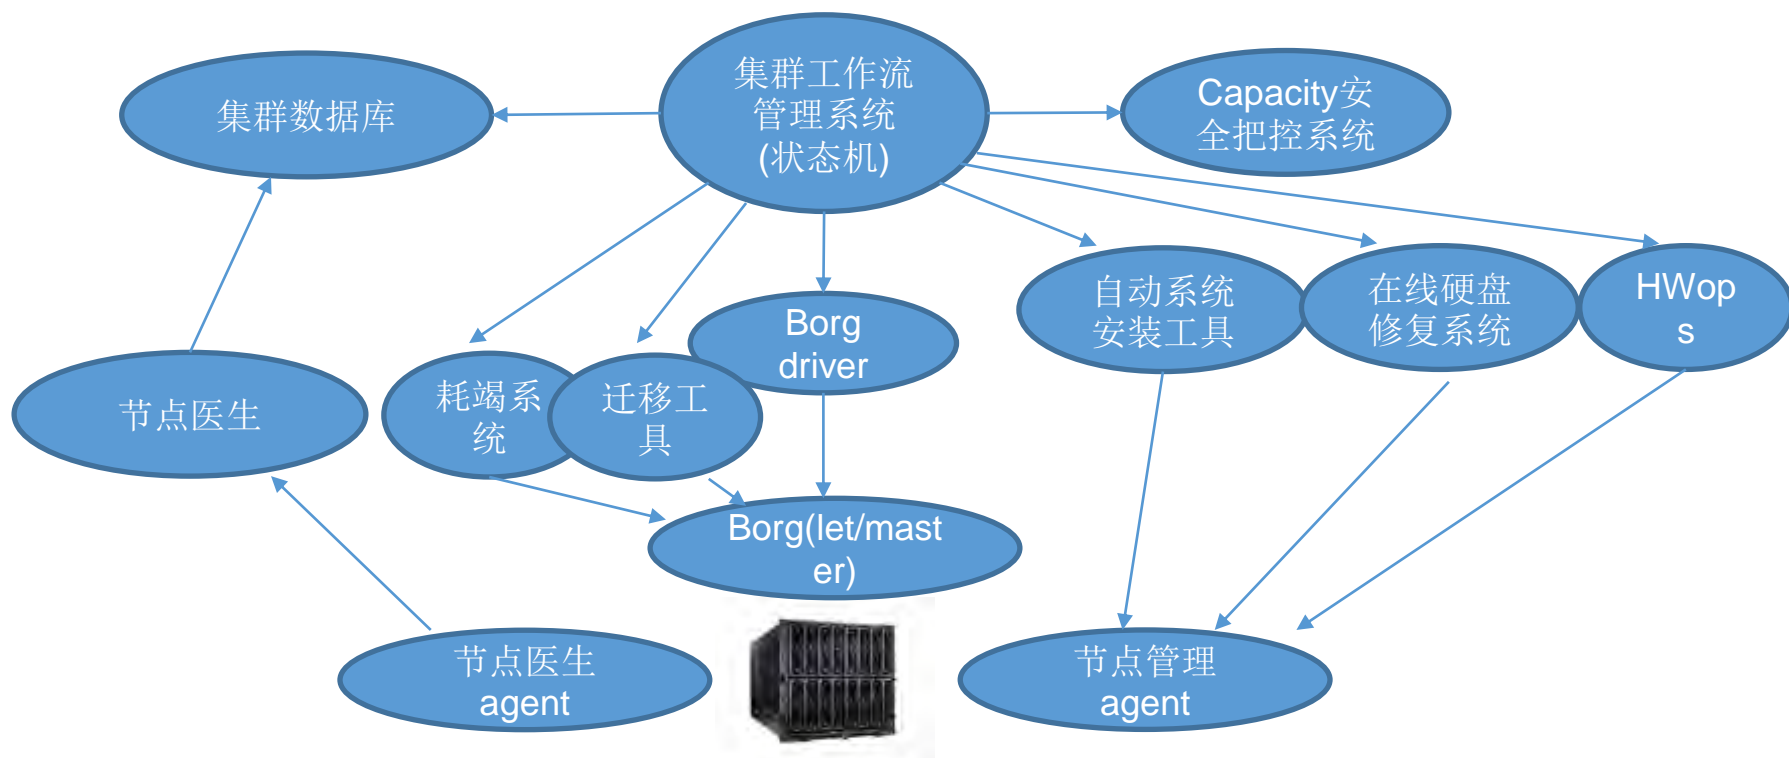 集群工作流
管理系统
(状态机)
集群数据库
Capacity安
全把控系统
自动系统
安装工具
在线硬盘
修复系统
HWop
s
Borg
driver
节点医生
耗竭系
统
迁移工
具
Borg(let/mast
er)
节点医生
agent
节点管理
agent